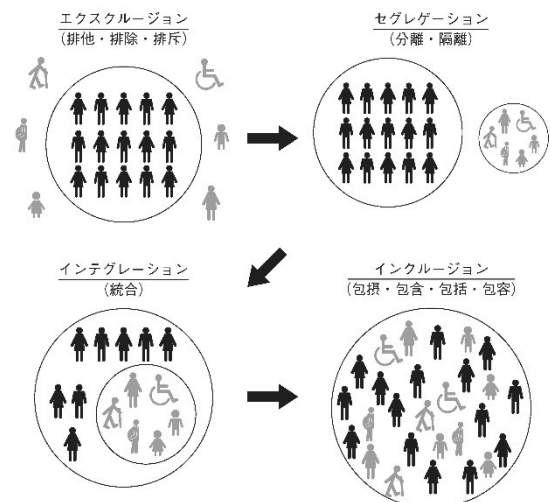 エクスクルージョン
(排他・排除・排斥)
セグレゲーション
(分離・隔離)
インテグレーション
(統合)
インクルージョン
(包摂・包含・包括・包容)